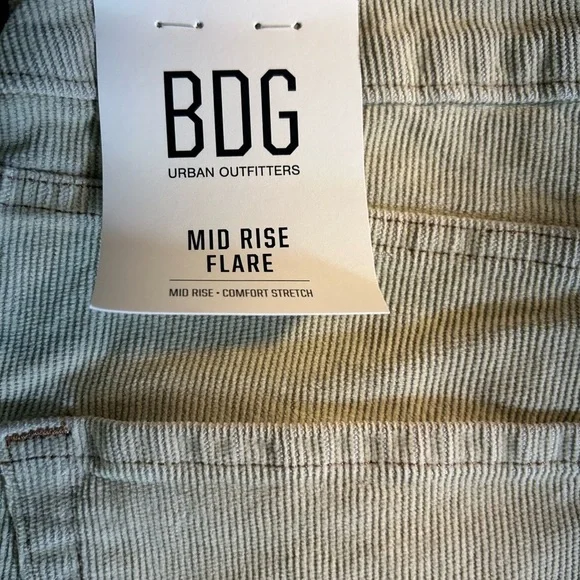 BDG
URBAN OUTFITTERS
MID RISE
FLARE
MID RISE • COMFORT STRETCH